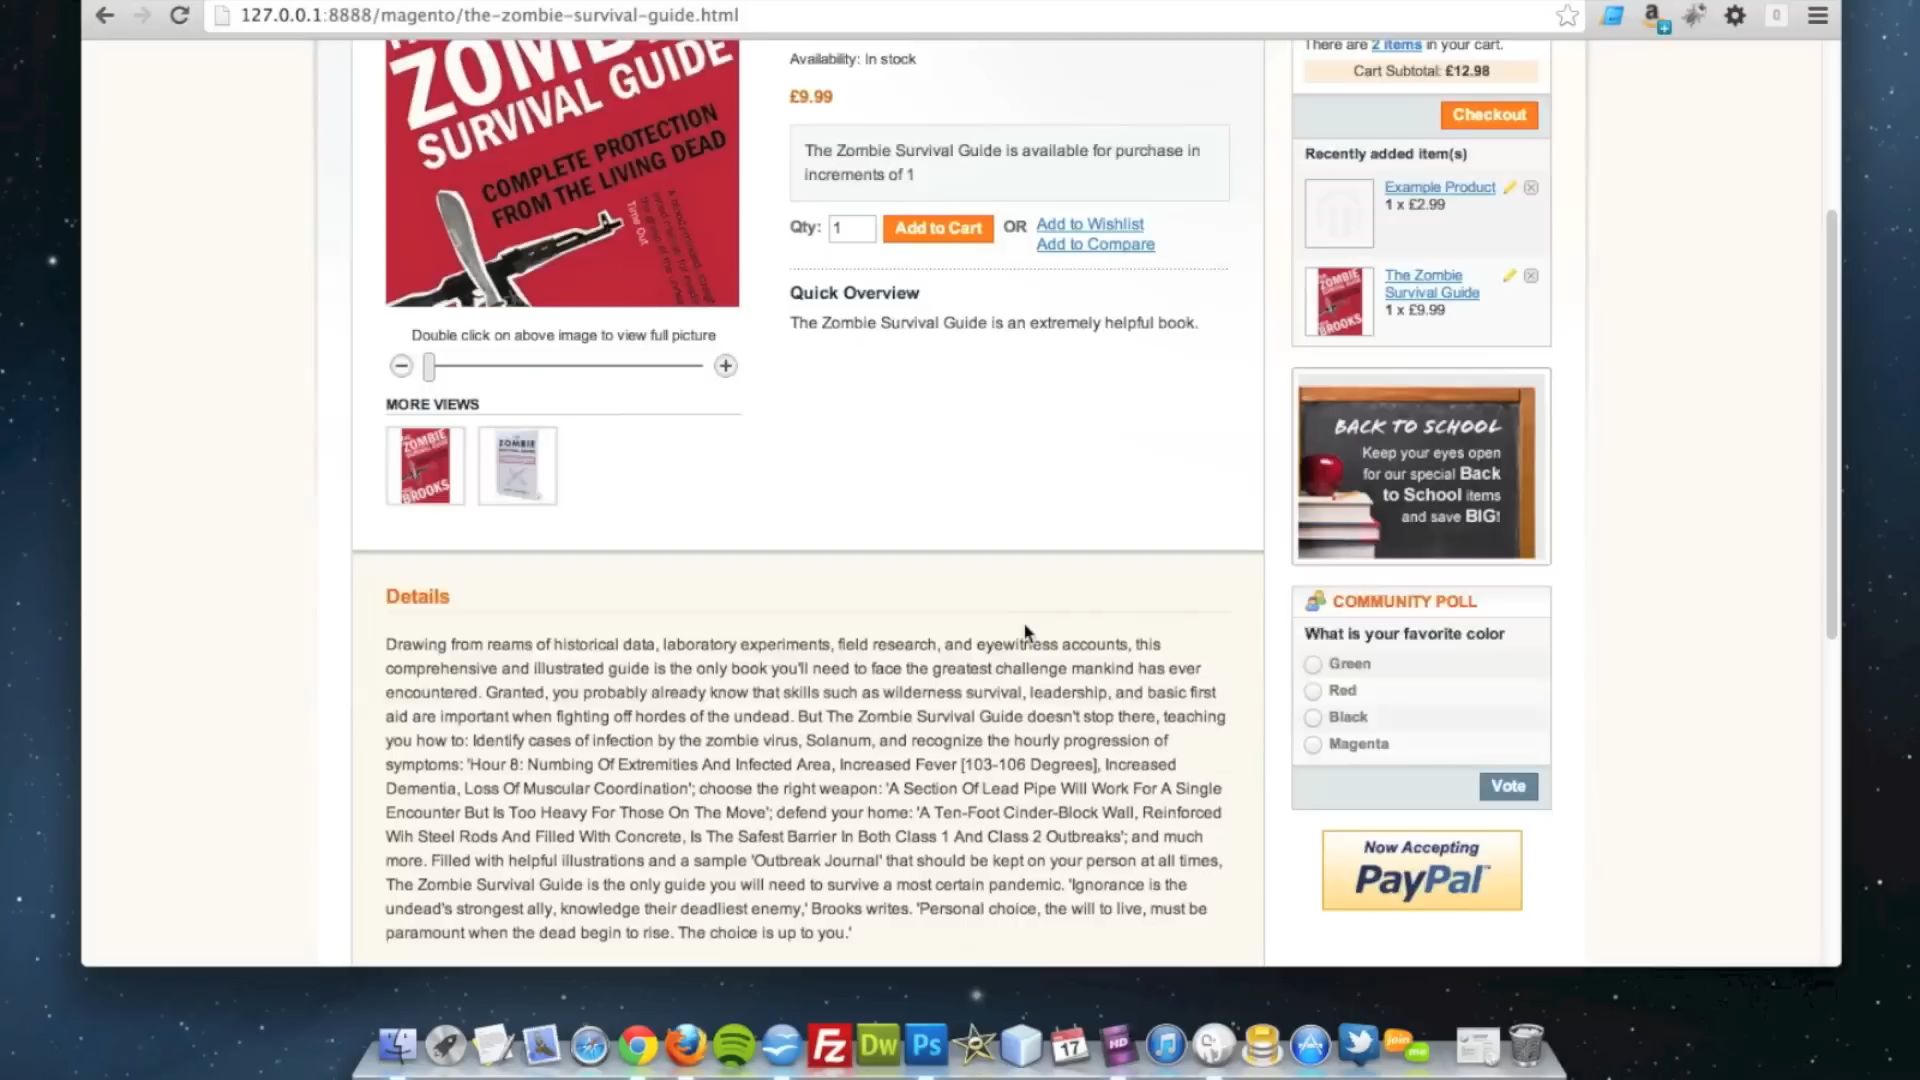 127.0.0.1:8888/magento/the-zombie-survival-guide.html
0
ZOMBIE
SURVIVAL GUIDE
COMPLETE PROTECTION
FROM THE LIVING DEAD
Time Out
Double click on above image to view full picture
MORE VIEWS
ZOMBIE
BROOKS
ZOMBIE
Availability: In stock
£9.99
The Zombie Survival Guide is available for purchase in
increments of 1
Qty: 1 Add to Cart OR Add to Wishlist
Add to Compare
Quick Overview
The Zombie Survival Guide is an extremely helpful book.
Details
Drawing from reams of historical data, laboratory experiments, field research, and eyewitness accounts, this
comprehensive and illustrated guide is the only book you'll need to face the greatest challenge mankind has ever
encountered. Granted, you probably already know that skills such as wilderness survival, leadership, and basic first
aid are important when fighting off hordes of the undead. But The Zombie Survival Guide doesn't stop there, teaching
you how to: Identify cases of infection by the zombie virus, Solanum, and recognize the hourly progression of
symptoms: 'Hour 8: Numbing Of Extremities And Infected Area, Increased Fever [103-106 Degrees], Increased
Dementia, Loss Of Muscular Coordination'; choose the right weapon: 'A Section Of Lead Pipe Will Work For A Single
Encounter But Is Too Heavy For Those On The Move'; defend your home: 'A Ten-Foot Cinder-Block Wall, Reinforced
Wih Steel Rods And Filled With Concrete, Is The Safest Barrier In Both Class 1 And Class 2 Outbreaks'; and much
more. Filled with helpful illustrations and a sample 'Outbreak Journal' that should be kept on your person at all times,
The Zombie Survival Guide is the only guide you will need to survive a most certain pandemic. 'Ignorance is the
undead's strongest ally, knowledge their deadliest enemy,' Brooks writes. 'Personal choice, the will to live, must be
paramount when the dead begin to rise. The choice is up to you.'
There are 2 items in your cart.
Cart Subtotal: £12.98
Checkout
Recently added item(s)
Example Product
1 x £2.99
ZOMBIE
BROOKS
The Zombie
Survival Guide
1 x £9.99
BACK TO SCHOOL
Keep your eyes open
for our special Back
to School items
and save BIG!
COMMUNITY POLL
What is your favorite color
Green
Red
Black
Magenta
Vote
Now Accepting
PayPal
Fz
Dw
Ps
17
HD
join
me